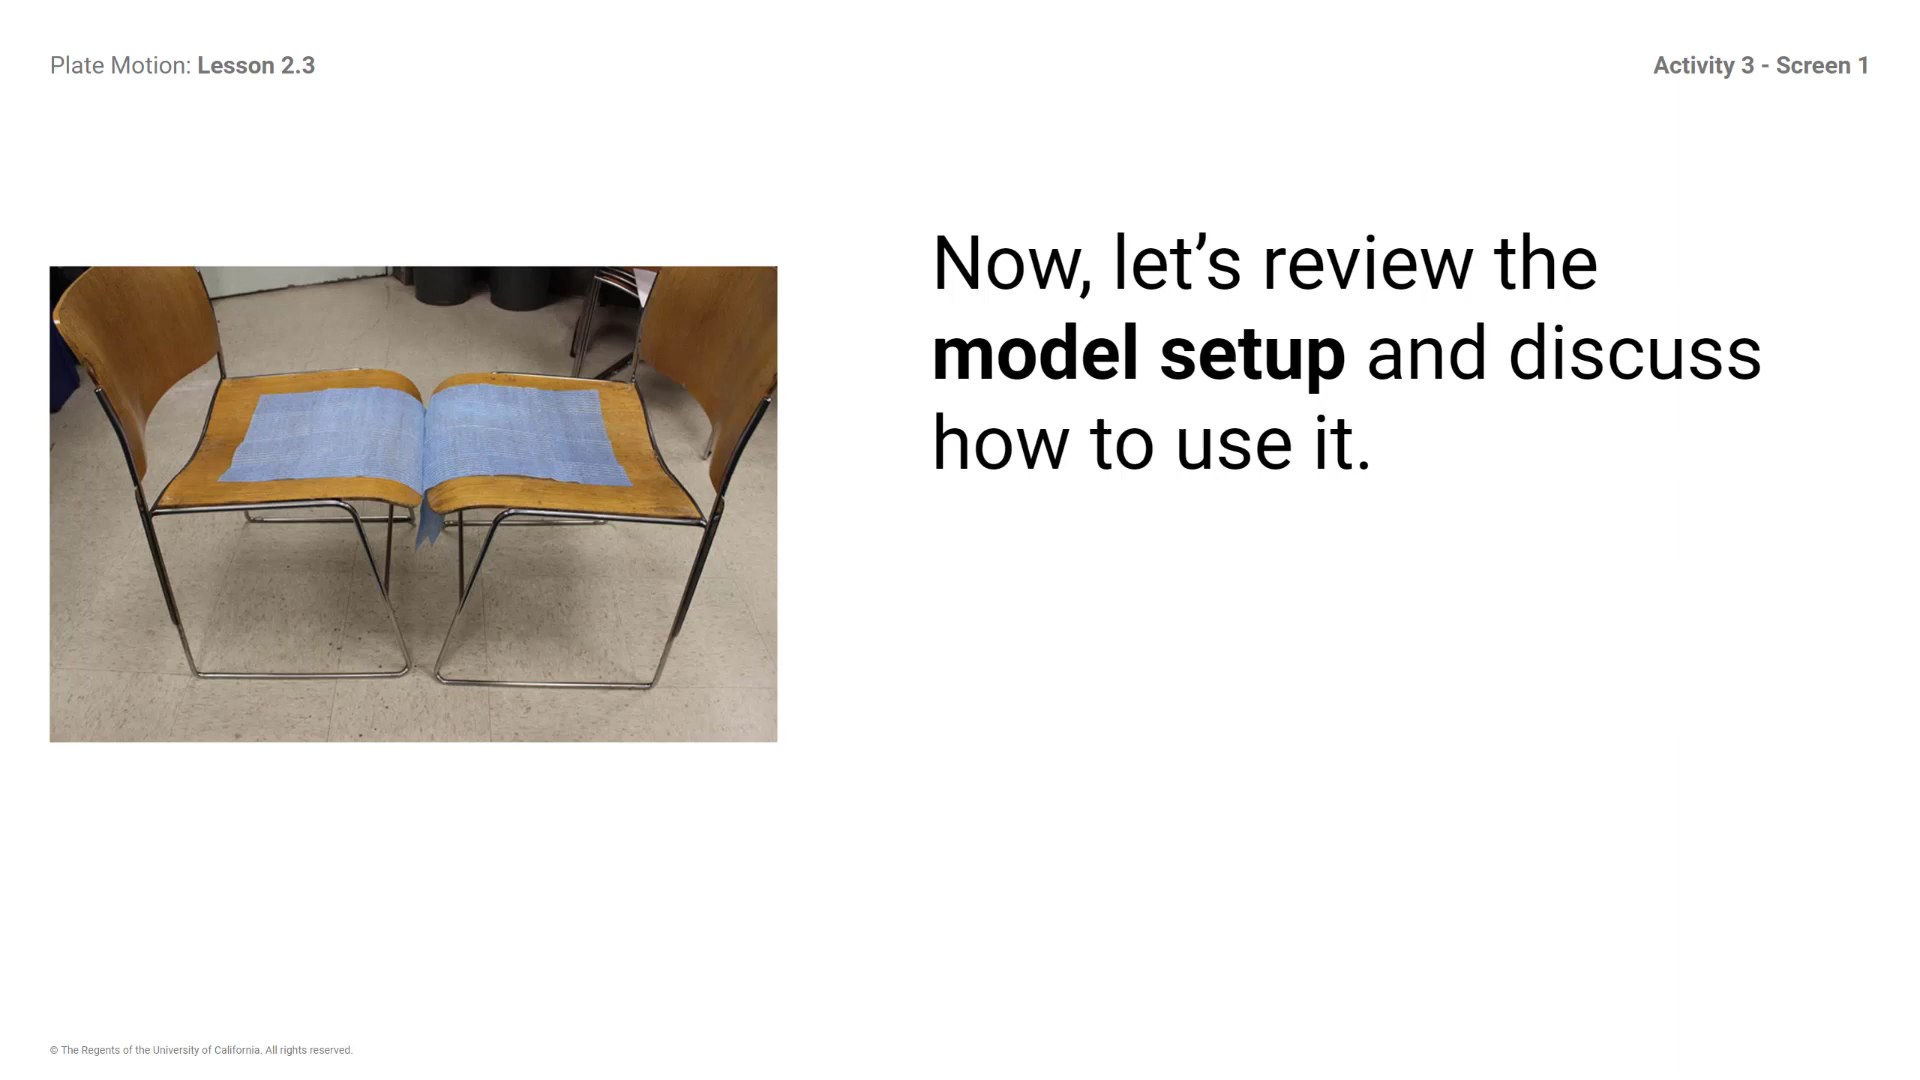 Plate Motion: Lesson 2.3
Activity 3 - Screen 1
Now, let’s review the
model setup and discuss
how to use it.
© The Regents of the University of California. All rights reserved.